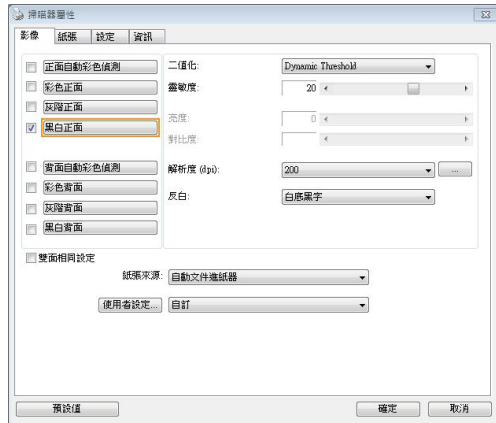 掃描器屬性
影像 紙張 設定 資訊
正面自動彩色偵測
彩色正面
灰階正面
黑白正面
背面自動彩色偵測
彩色背面
灰階背面
黑白背面
二值化: Dynamic Threshold
靈敏度: 20
亮度: 0
對比度:
解析度 (dpi): 200 ...
反白: 白底黑字
雙面相同設定
紙張來源: 自動文件進紙器
使用者設定... 自訂
預設值 確定 取消